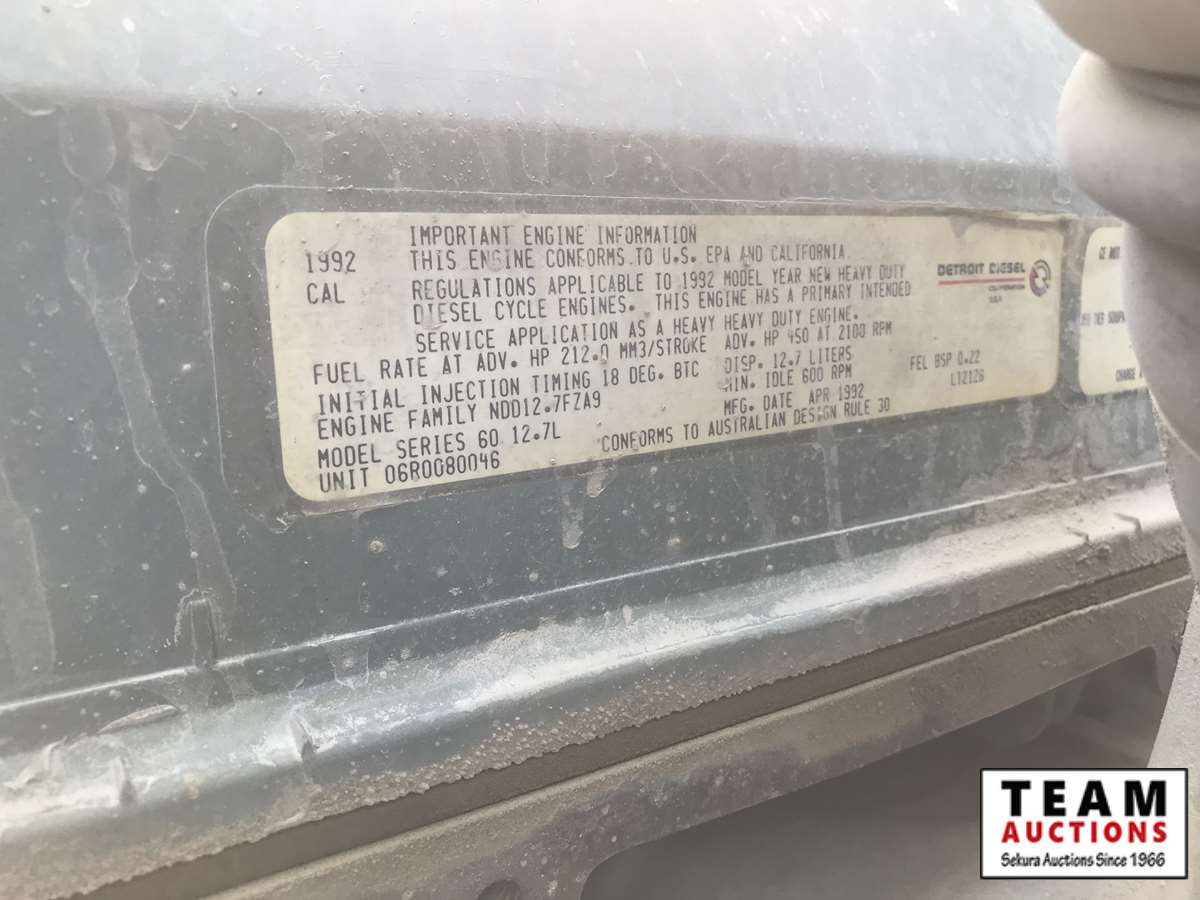 1992
CAL
IMPORTANT ENGINE INFORMATION
THIS ENGINE CONFORMS TO U.S. EPA AND CALIFORNIA
REGULATIONS APPLICABLE TO 1992 MODEL YEAR NEW HEAVY DUTY
DIESEL CYCLE ENGINES. THIS ENGINE HAS A PRIMARY INTENDED
SERVICE APPLICATION AS A HEAVY HEAVY DUTY ENGINE.
FUEL RATE AT ADV. HP 212.0 MM3/STROKE ADV. HP 450 AT 2100 RPM
INITIAL INJECTION TIMING 18 DEG. BTC DISP. 12.7 LITERS
ENGINE FAMILY NDD12.7FZA9 MIN. IDLE 600 RPM FEL BSP 0.22
MODEL SERIES 60 12.7L MFG. DATE APR 1992 LT2126
UNIT 06R0080046 CONFORMS TO AUSTRALIAN DESIGN RULE 30
DETROIT DIESEL
CORPORATION
USA
CHARGE
TEAM
AUCTIONS
Sekura Auctions Since 1966